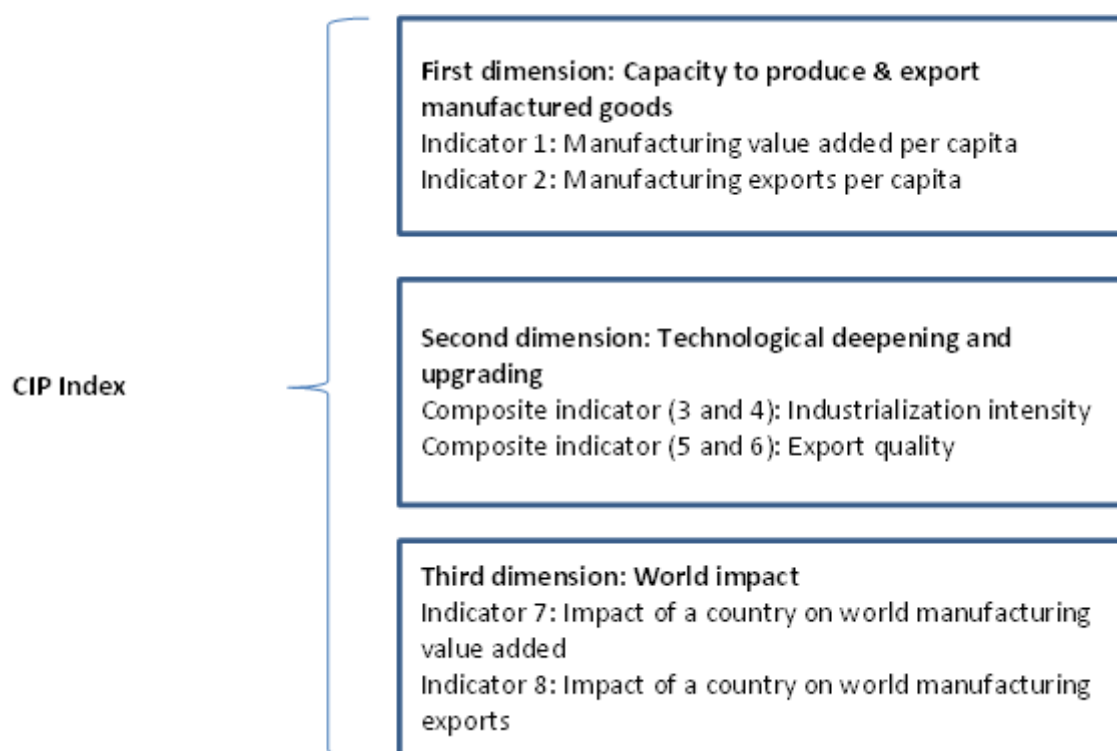 First dimension: Capacity to produce & export
manufactured goods
Indicator 1: Manufacturing value added per capita
Indicator 2: Manufacturing exports per capita
Second dimension: Technological deepening and
upgrading
CIP Index
Composite indicator (3 and 4): Industrialization intensity
Composite indicator (5 and 6): Export quality
Third dimension: World impact
Indicator 7: Impact of a country on world manufacturing
value added
Indicator 8: Impact of a country on world manufacturing
exports